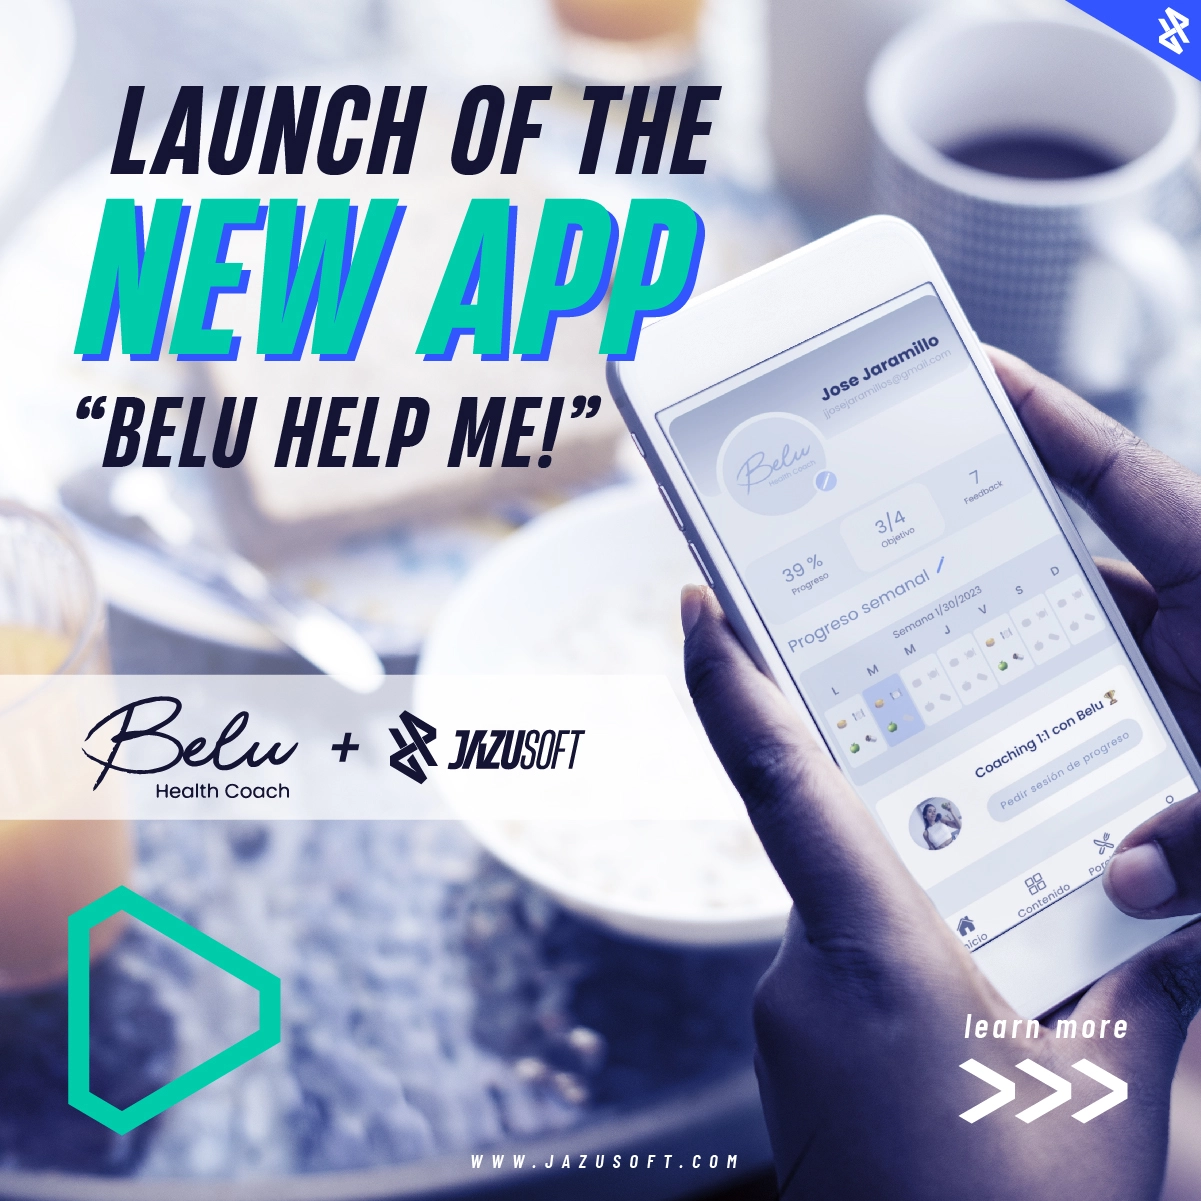 LAUNCH OF THE
NEW APP
“BELU HELP ME!”
Jose Jaramillo
jjosejaramillos@gmail.com
Belu
Health Coach
39 %
Progreso
3/4
Objetivo
7
Feedback
Progreso semanal
Semana 1/30/2023
L M M J V S D
Coaching 1:1 con Belu
Pedir sesión de progreso
Contenido
Belu + JAZUSOFT
Health Coach
learn more
>>>
WWW.JAZUSOFT.COM